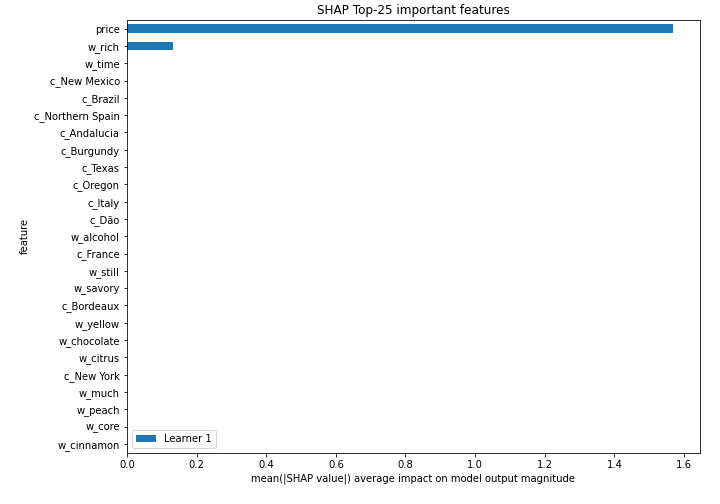 SHAP Top-25 important features
price
w_rich
w_time
c_New Mexico
c_Brazil
c_Northern Spain
c_Andalucia
c_Burgundy
c_Texas
c_Oregon
c_Italy
c_Dão
w_alcohol
c_France
w_still
w_savory
c_Bordeaux
w_yellow
w_chocolate
w_citrus
c_New York
w_much
w_peach
w_core
w_cinnamon
feature
Learner 1
0.0 0.2 0.4 0.6 0.8 1.0 1.2 1.4 1.6
mean(|SHAP value|) average impact on model output magnitude